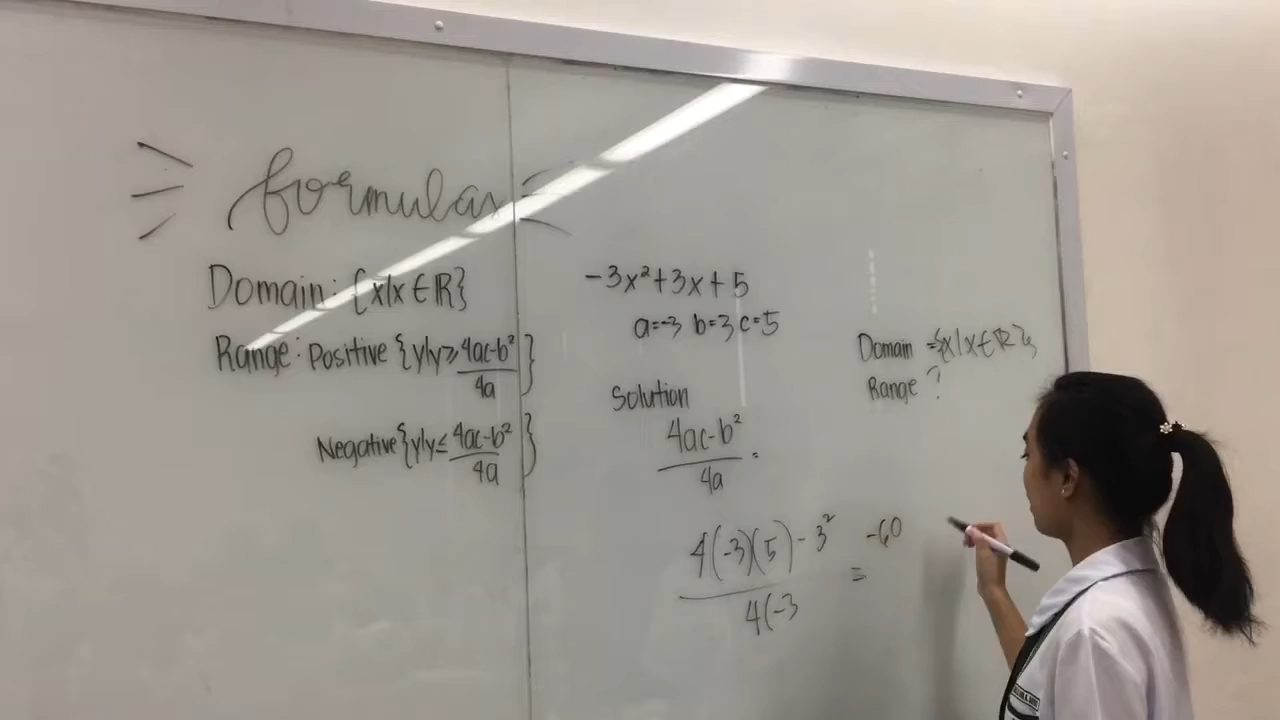 formulas
Domain: {x|x ∈ ℝ}
Range: Positive {y|y ≥ 4ac-b²/4a}
Negative {y|y ≤ 4ac-b²/4a}
-3x²+3x+5
a=-3 b=3 c=5
Solution
4ac-b²/4a =
4(-3)(5)-3²/4(-3 = -60
Domain = {x|x ∈ ℝ}
Range ?